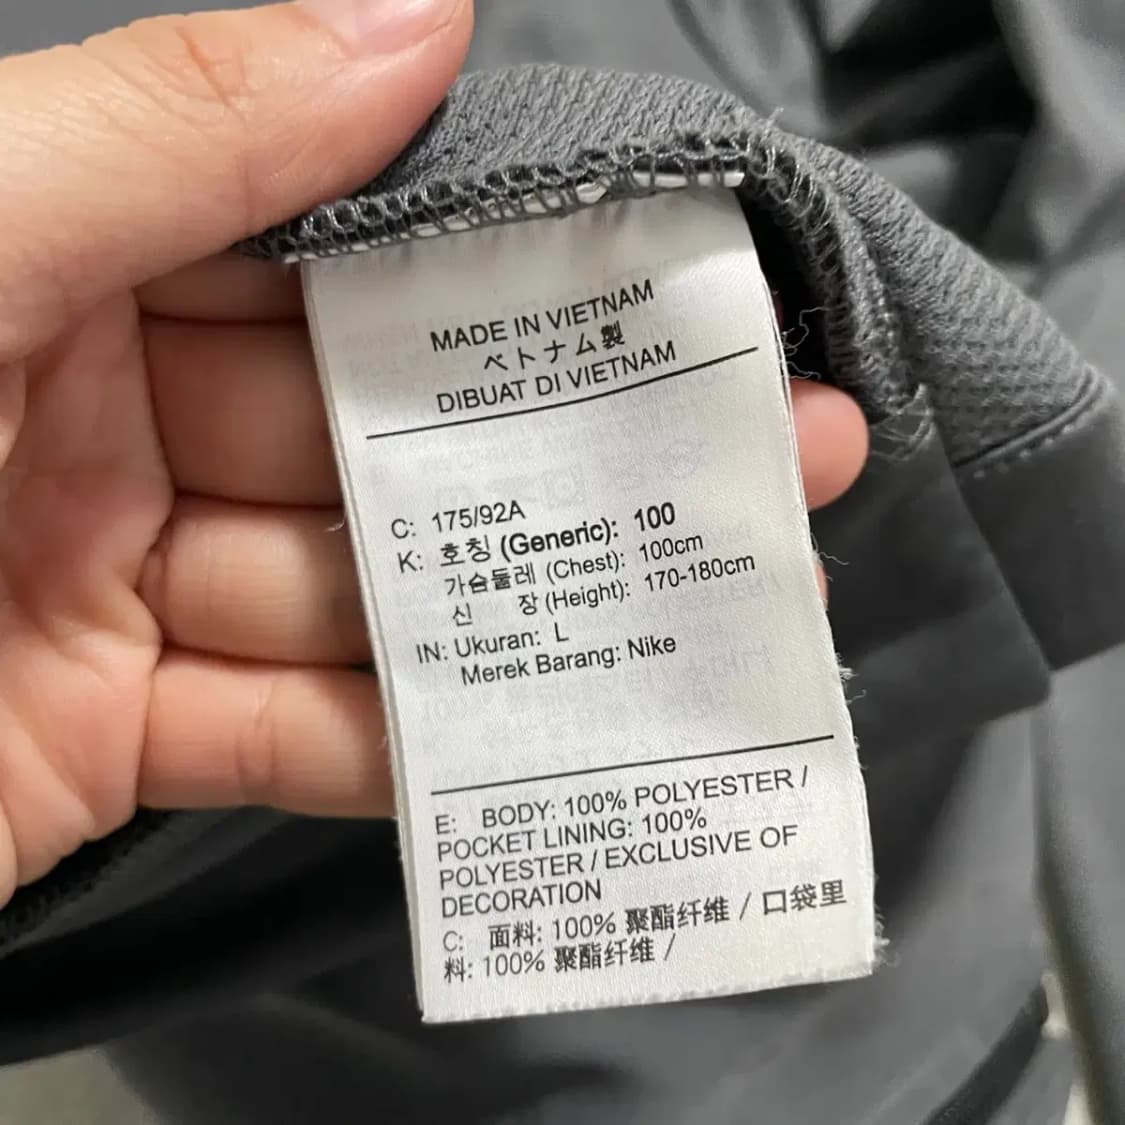 MADE IN VIETNAM
ベトナム製
DIBUAT DI VIETNAM
C: 175/92A
K: 호칭 (Generic): 100
가슴둘레 (Chest): 100cm
신 장 (Height): 170-180cm
IN: Ukuran: L
Merek Barang: Nike
E: BODY: 100% POLYESTER /
POCKET LINING: 100%
POLYESTER / EXCLUSIVE OF
DECORATION
C: 面料: 100% 聚酯纤维 / 口袋里
料: 100% 聚酯纤维 /